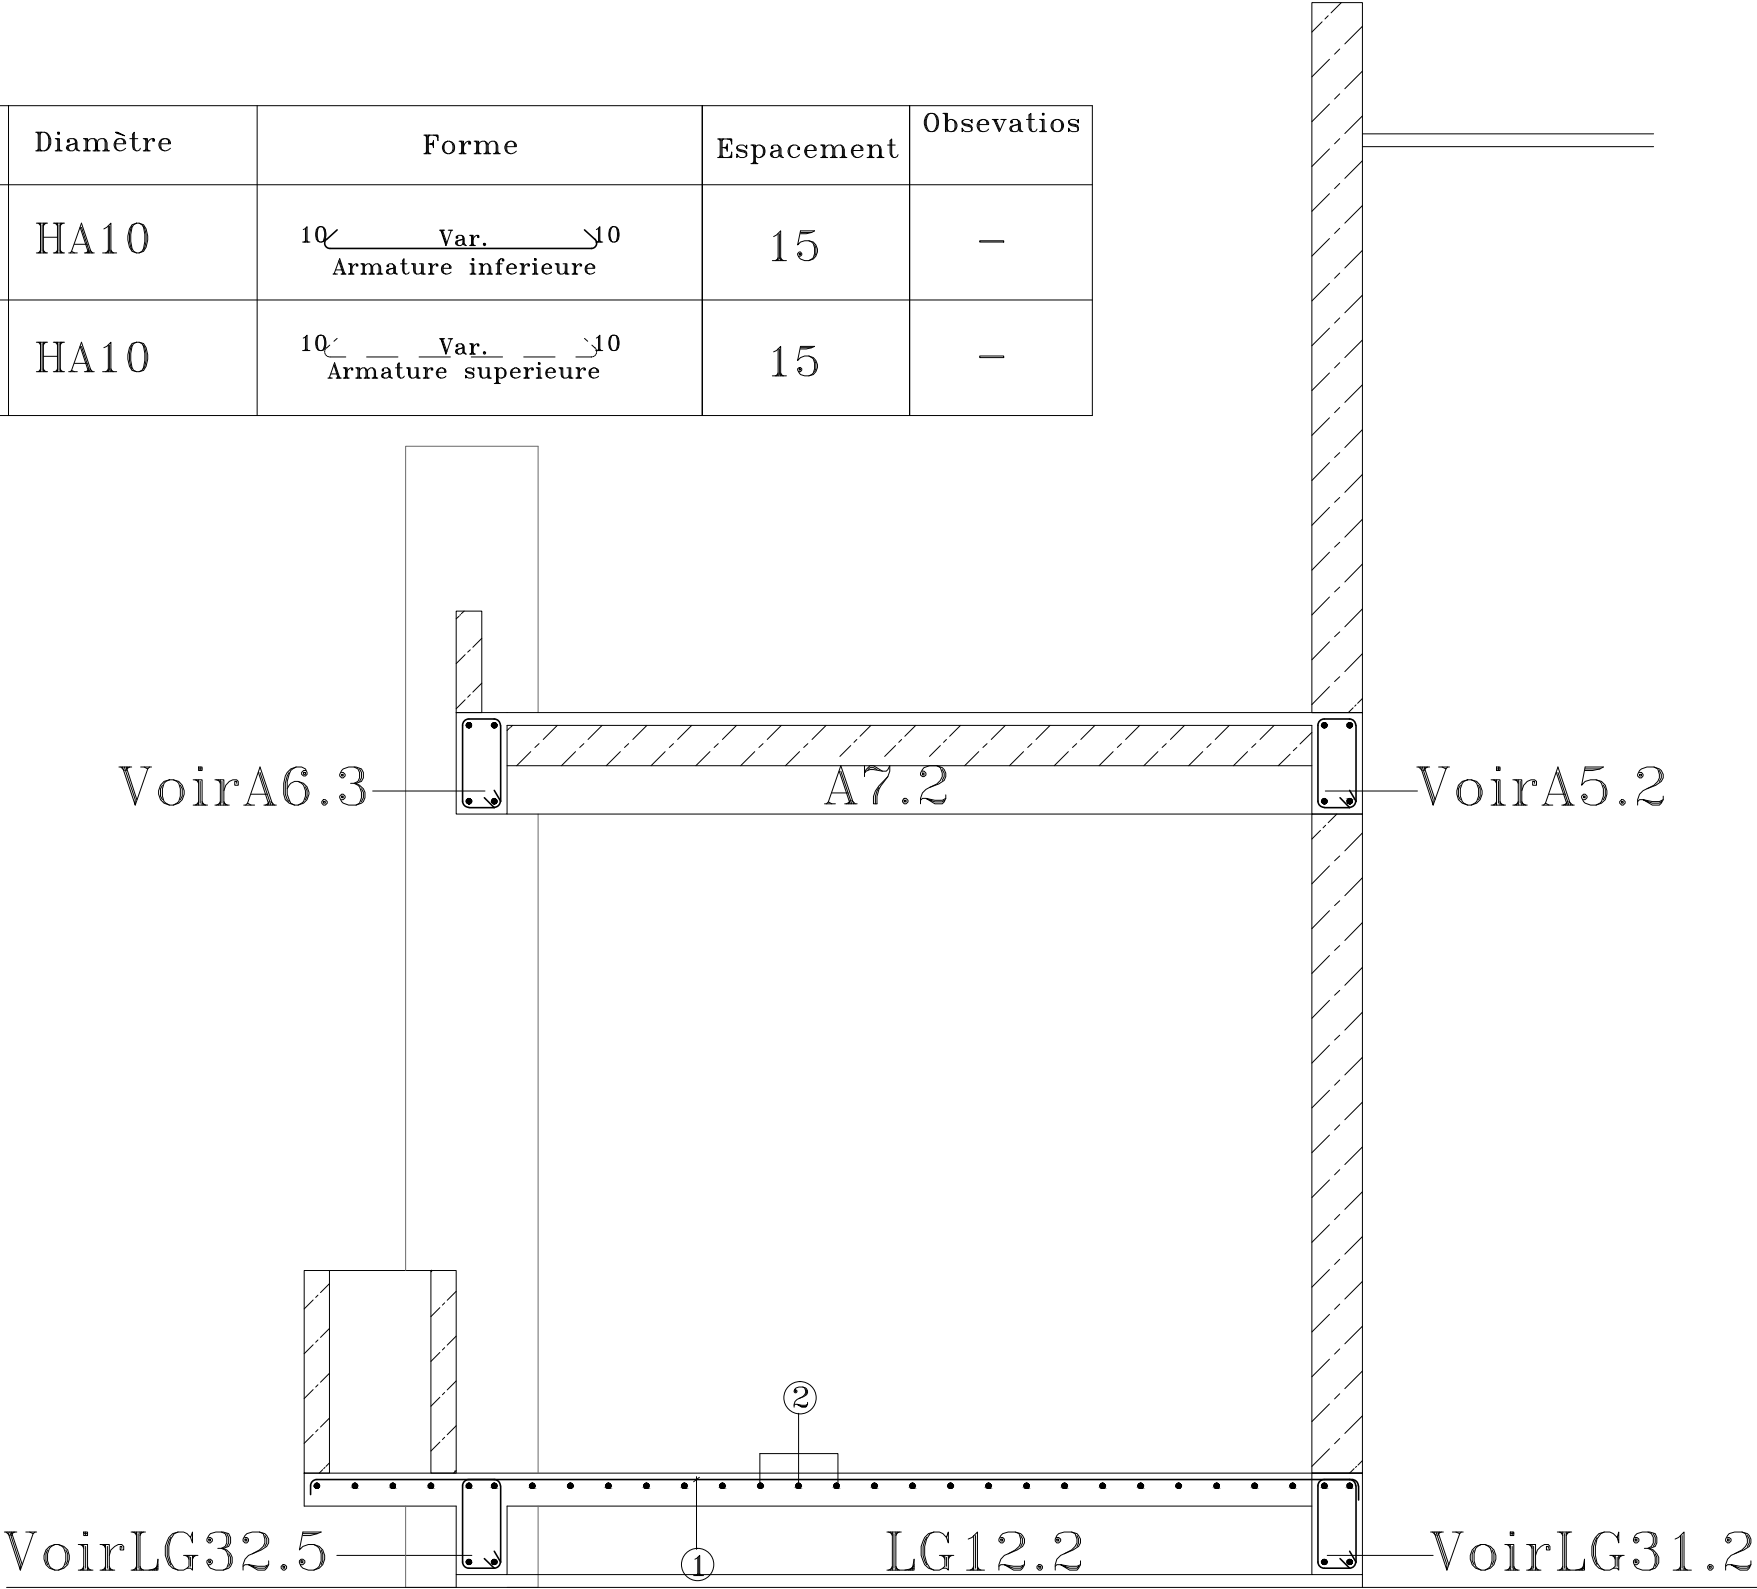 Diamètre Forme Espacement Obsevatios
HA10 10 Var. 10 15 -
Armature inferieure
HA10 10 Var. 10 15 -
Armature superieure
VoirA6.3 A7.2 VoirA5.2
2
VoirLG32.5 1 LG12.2 VoirLG31.2